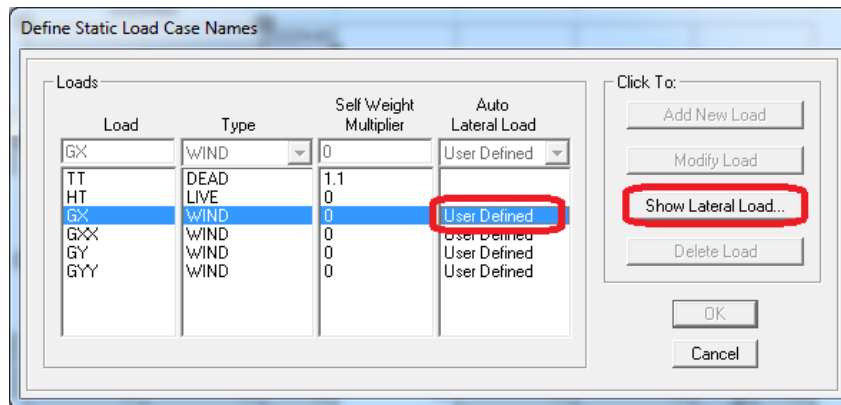 Define Static Load Case Names
Loads
Click To:
Load Type Self Weight Multiplier Auto Lateral Load
GX WIND 0 User Defined
TT DEAD 1.1
HT LIVE 0
GX WIND 0 User Defined
GXX WIND 0 User Defined
GY WIND 0 User Defined
GYY WIND 0 User Defined
Add New Load
Modify Load
Show Lateral Load...
Delete Load
OK
Cancel